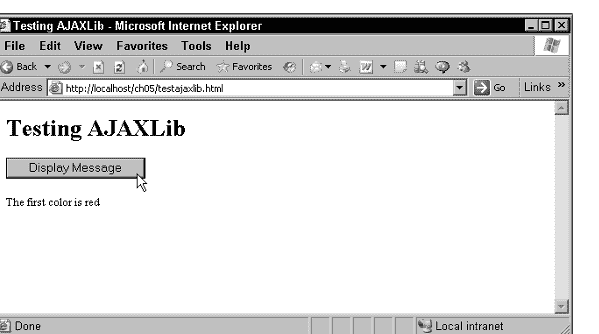 Testing AJAXLib - Microsoft Internet Explorer
File Edit View Favorites Tools Help
Back Search Favorites
Address http://localhost/ch05/testajaxlib.html Go Links »
Testing AJAXLib
Display Message
The first color is red
Done Local intranet